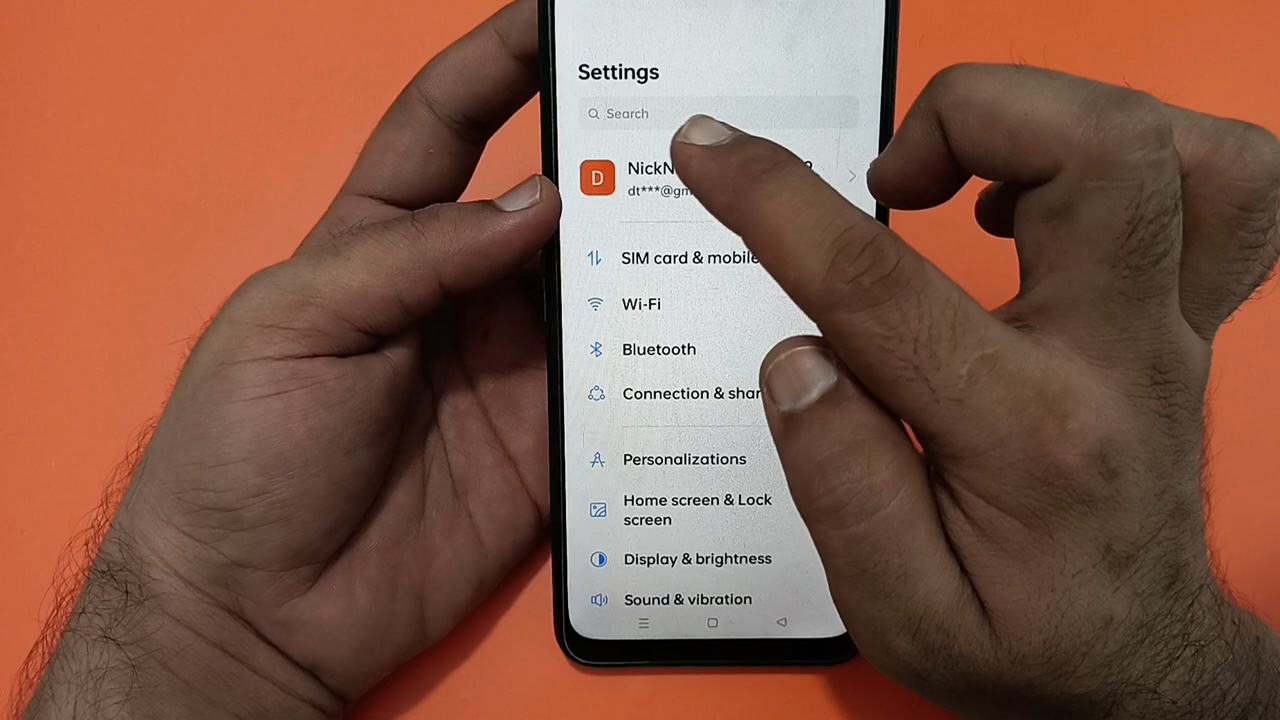 Settings
Search
D
dt***@gm
SIM card & mobile
Wi-Fi
Bluetooth
Connection &
Personalizations
Home screen & Lock
screen
Display & brightness
Sound & vibration